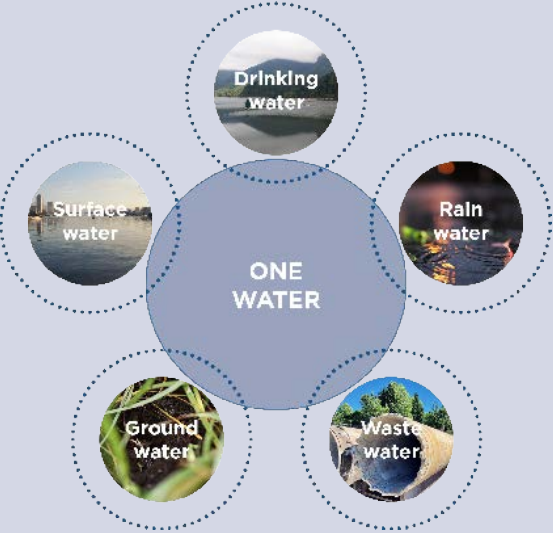 Drinking
water
Surface
water
Rain
water
ONE
WATER
Ground
water
Waste
water